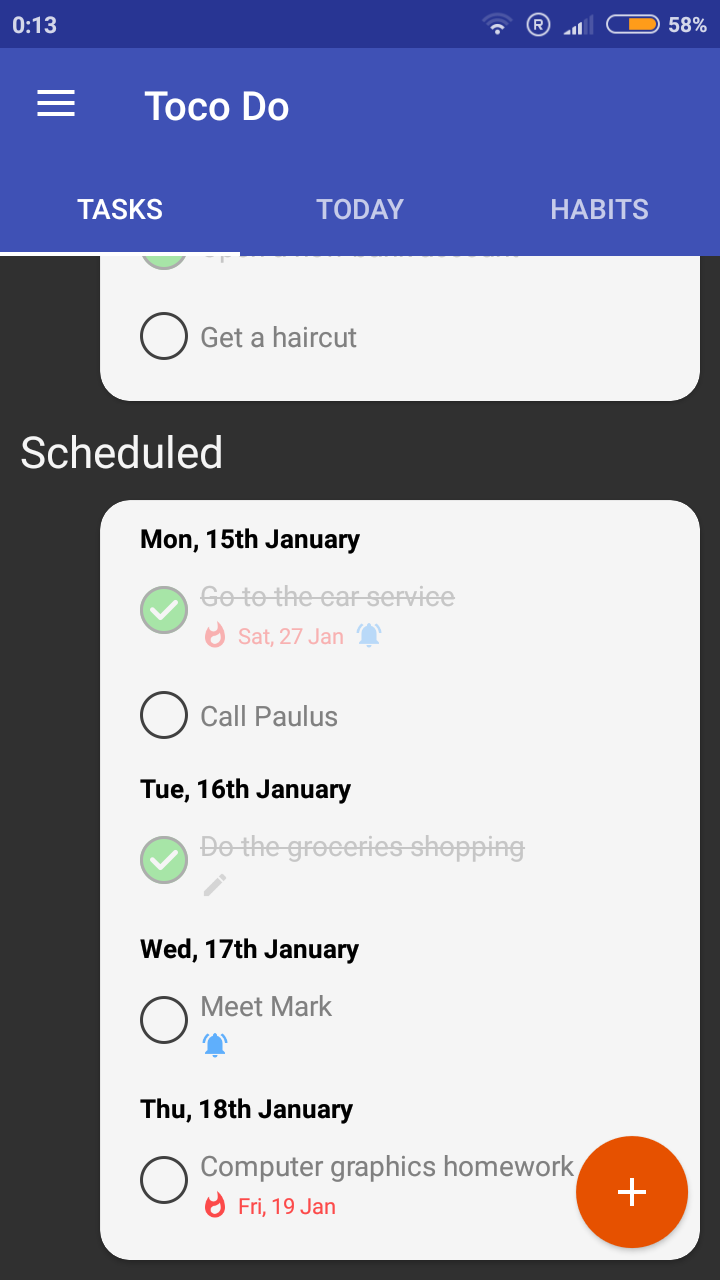 0:13
R
58%
Toco Do
TASKS
TODAY
HABITS
Get a haircut
Scheduled
Mon, 15th January
Go to the car service
Sat, 27 Jan
Call Paulus
Tue, 16th January
Do the groceries shopping
Wed, 17th January
Meet Mark
Thu, 18th January
Computer graphics homework
Fri, 19 Jan